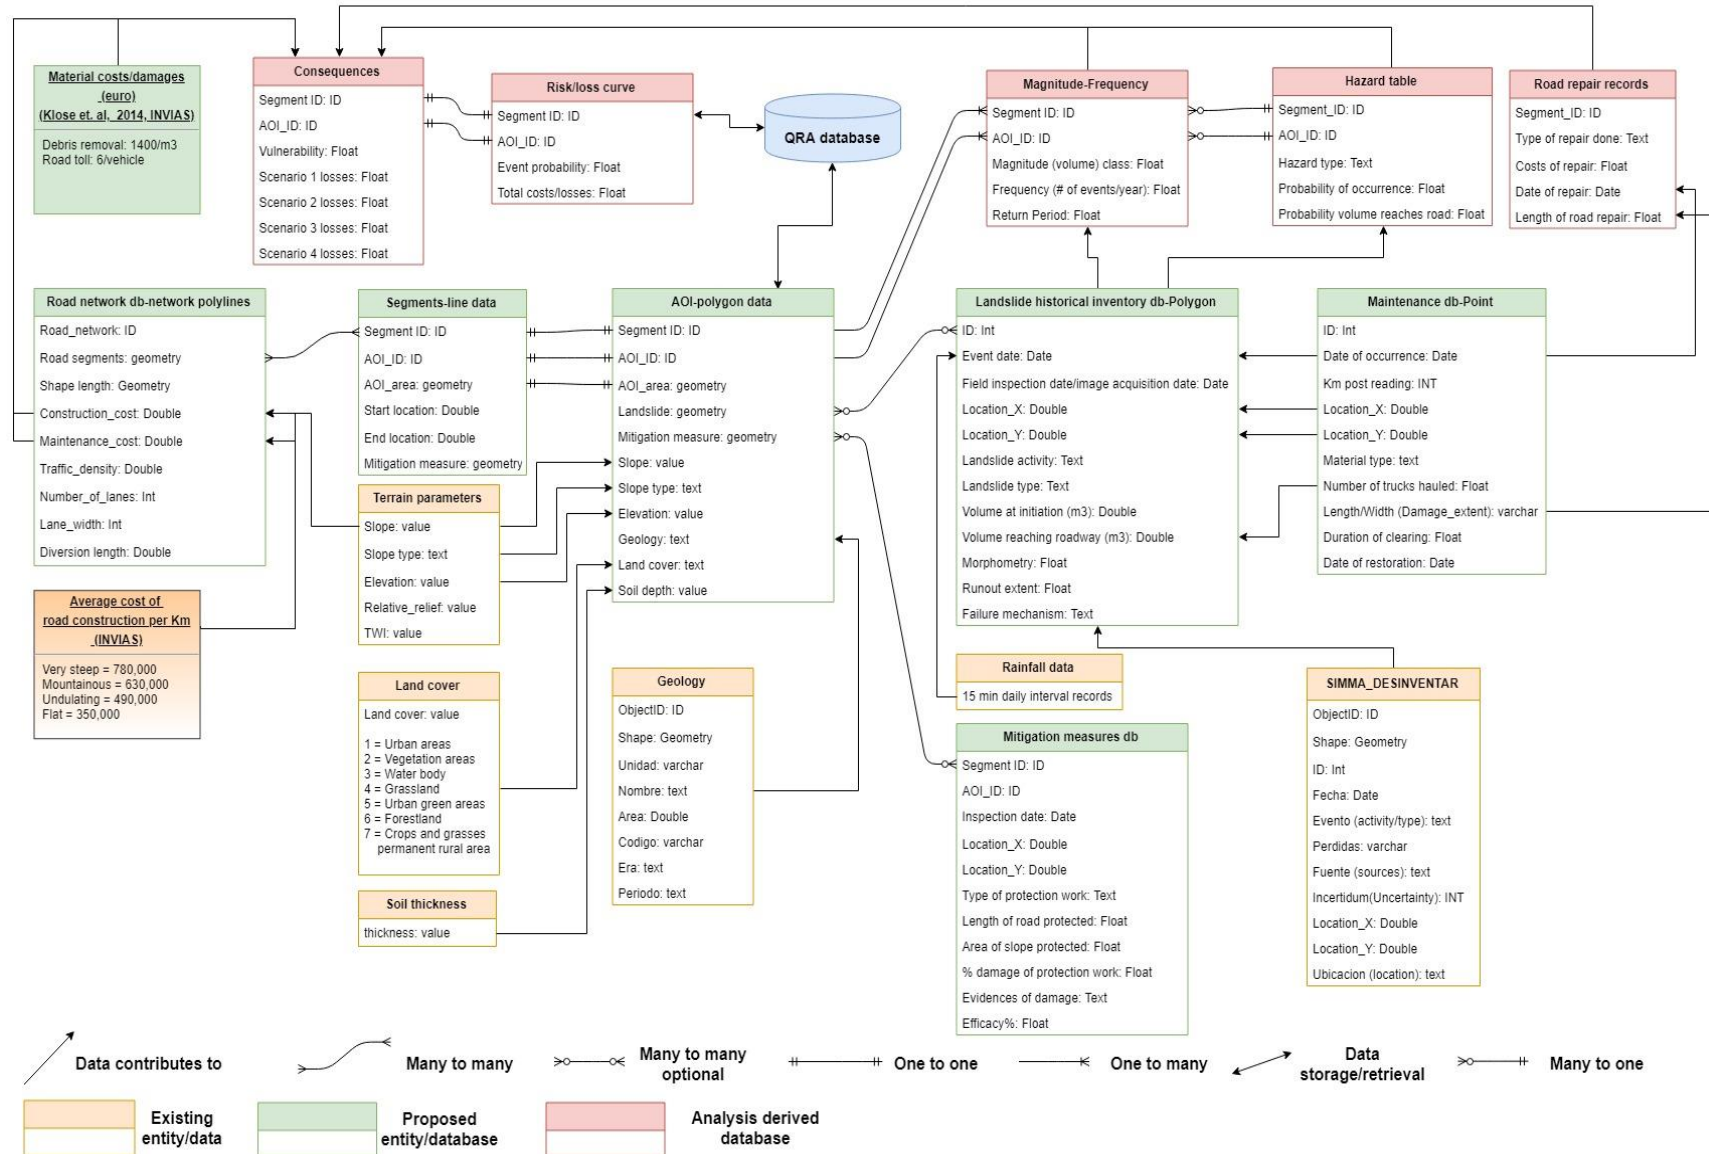 Material costs/damages
(euro)
(Klose et. al, 2014, INVIAS)
Debris removal: 1400/m3
Road toll: 6/vehicle
Consequences
Segment ID: ID
AOI_ID: ID
Vulnerability: Float
Scenario 1 losses: Float
Scenario 2 losses: Float
Scenario 3 losses: Float
Scenario 4 losses: Float
Risk/loss curve
Segment ID: ID
AOI_ID: ID
Event probability: Float
Total costs/losses: Float
QRA database
Magnitude-Frequency
Segment ID: ID
AOI_ID: ID
Magnitude (volume) class: Float
Frequency (# of events/year): Float
Return Period: Float
Hazard table
Segment_ID: ID
AOI_ID: ID
Hazard type: Text
Probability of occurrence: Float
Probability volume reaches road: Float
Road repair records
Segment_ID: ID
Type of repair done: Text
Costs of repair: Float
Date of repair: Date
Length of road repair: Float
Road network db-network polylines
Road_network: ID
Road segments: geometry
Shape length: Geometry
Construction_cost: Double
Maintenance_cost: Double
Traffic_density: Double
Number_of_lanes: Int
Lane_width: Int
Diversion length: Double
Segments-line data
Segment ID: ID
AOI_ID: ID
AOI_area: geometry
Start location: Double
End location: Double
Mitigation measure: geometry
AOI-polygon data
Segment ID: ID
AOI_ID: ID
AOI_area: geometry
Landslide: geometry
Mitigation measure: geometry
Slope: value
Slope type: text
Elevation: value
Geology: text
Land cover: text
Soil depth: value
Landslide historical inventory db-Polygon
ID: Int
Event date: Date
Field inspection date/image acquisition date: Date
Location_X: Double
Location_Y: Double
Landslide activity: Text
Landslide type: Text
Volume at initiation (m3): Double
Volume reaching roadway (m3): Double
Morphometry: Float
Runout extent: Float
Failure mechanism: Text
Maintenance db-Point
ID: Int
Date of occurrence: Date
Km post reading: INT
Location_X: Double
Location_Y: Double
Material type: text
Number of trucks hauled: Float
Length/Width (Damage_extent): varchar
Duration of clearing: Float
Date of restoration: Date
Terrain parameters
Slope: value
Slope type: text
Elevation: value
Relative_relief: value
TWI: value
Average cost of
road construction per Km
(INVIAS)
Very steep = 780,000
Mountainous = 630,000
Undulating = 490,000
Flat = 350,000
Land cover
Land cover: value
1 = Urban areas
2 = Vegetation areas
3 = Water body
4 = Grassland
5 = Urban green areas
6 = Forestland
7 = Crops and grasses
permanent rural area
Soil thickness
thickness: value
Geology
ObjectID: ID
Shape: Geometry
Unidad: varchar
Nombre: text
Area: Double
Codigo: varchar
Era: text
Periodo: text
Rainfall data
15 min daily interval records
Mitigation measures db
Segment ID: ID
AOI_ID: ID
Inspection date: Date
Location_X: Double
Location_Y: Double
Type of protection work: Text
Length of road protected: Float
Area of slope protected: Float
% damage of protection work: Float
Evidences of damage: Text
Efficacy%: Float
SIMMA_DESINVENTAR
ObjectID: ID
Shape: Geometry
ID: Int
Fecha: Date
Evento (activity/type): text
Perdidas: varchar
Fuente (sources): text
Incertidum(Uncertainty): INT
Location_X: Double
Location_Y: Double
Ubicacion (location): text
Data contributes to
Many to many
Many to many
optional
One to one
One to many
Data
storage/retrieval
Many to one
Existing
entity/data
Proposed
entity/database
Analysis derived
database